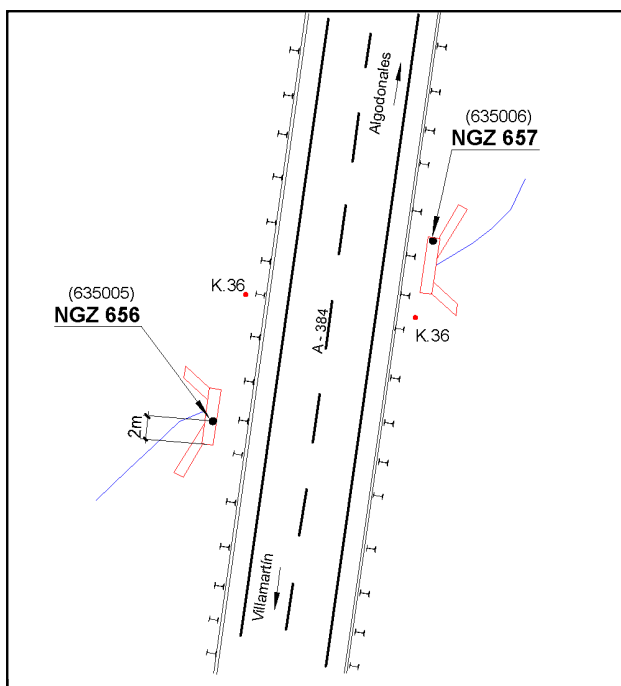 Algodonales
(635006)
NGZ 657
K.36
(635005)
NGZ 656
A - 384
K.36
2m
Villamartín